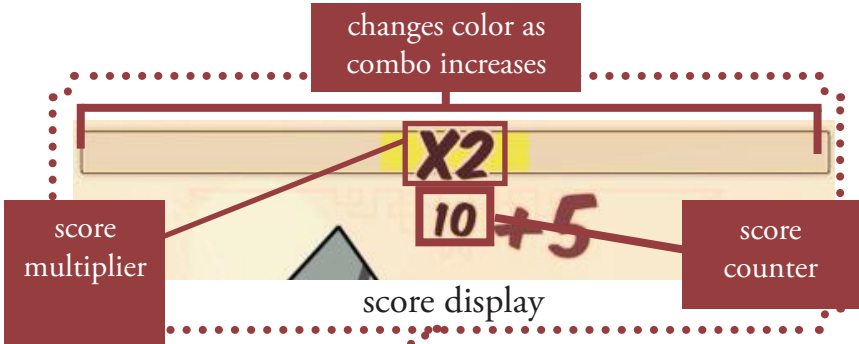 changes color as
combo increases
X2
10 +5
score
multiplier
score
counter
score display